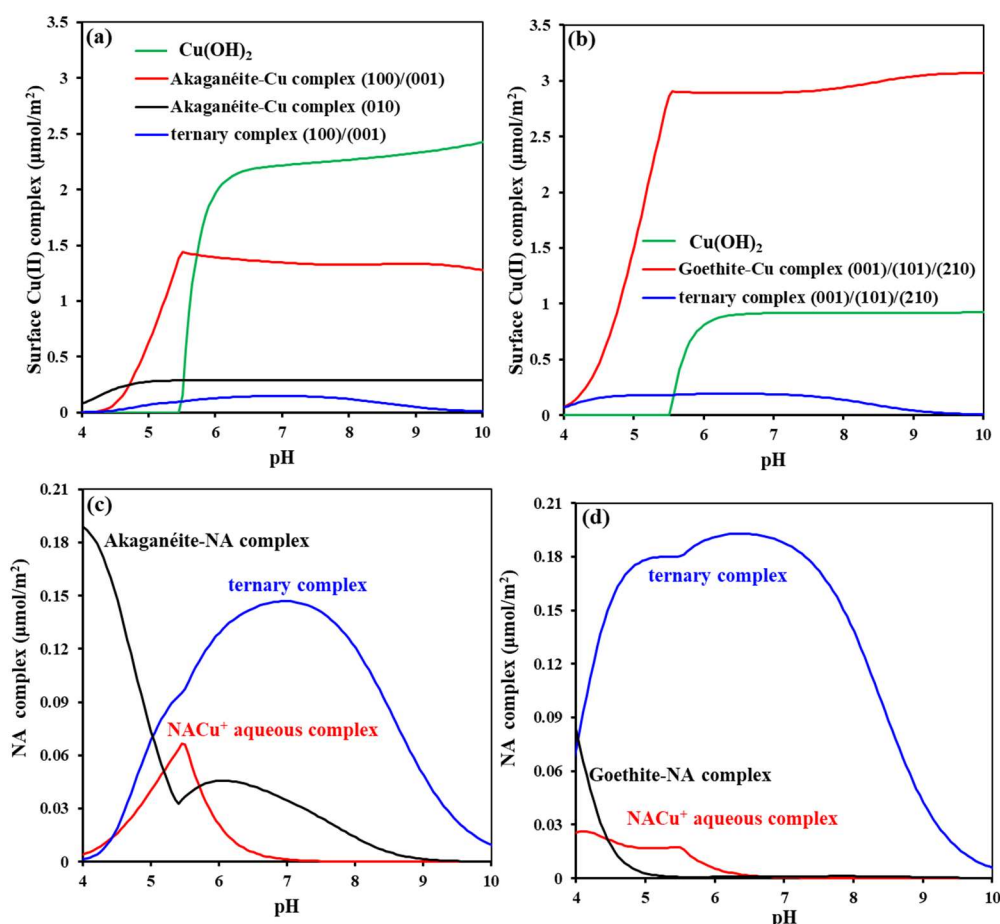 (a)
Cu(OH)₂
Akaganéite-Cu complex (100)/(001)
Akaganéite-Cu complex (010)
ternary complex (100)/(001)
Surface Cu(II) complex (µmol/m²)
3.5
3
2.5
2
1.5
1
0.5
0
4 5 6 7 8 9 10
pH
(b)
Cu(OH)₂
Goethite-Cu complex (001)/(101)/(210)
ternary complex (001)/(101)/(210)
Surface Cu(II) complex (µmol/m²)
3.5
3
2.5
2
1.5
1
0.5
0
4 5 6 7 8 9 10
pH
(c)
Akaganéite-NA complex
ternary complex
NACu⁺ aqueous complex
NA complex (µmol/m²)
0.21
0.18
0.15
0.12
0.09
0.06
0.03
0
4 5 6 7 8 9 10
pH
(d)
ternary complex
Goethite-NA complex
NACu⁺ aqueous complex
NA complex (µmol/m²)
0.21
0.18
0.15
0.12
0.09
0.06
0.03
0
4 5 6 7 8 9 10
pH